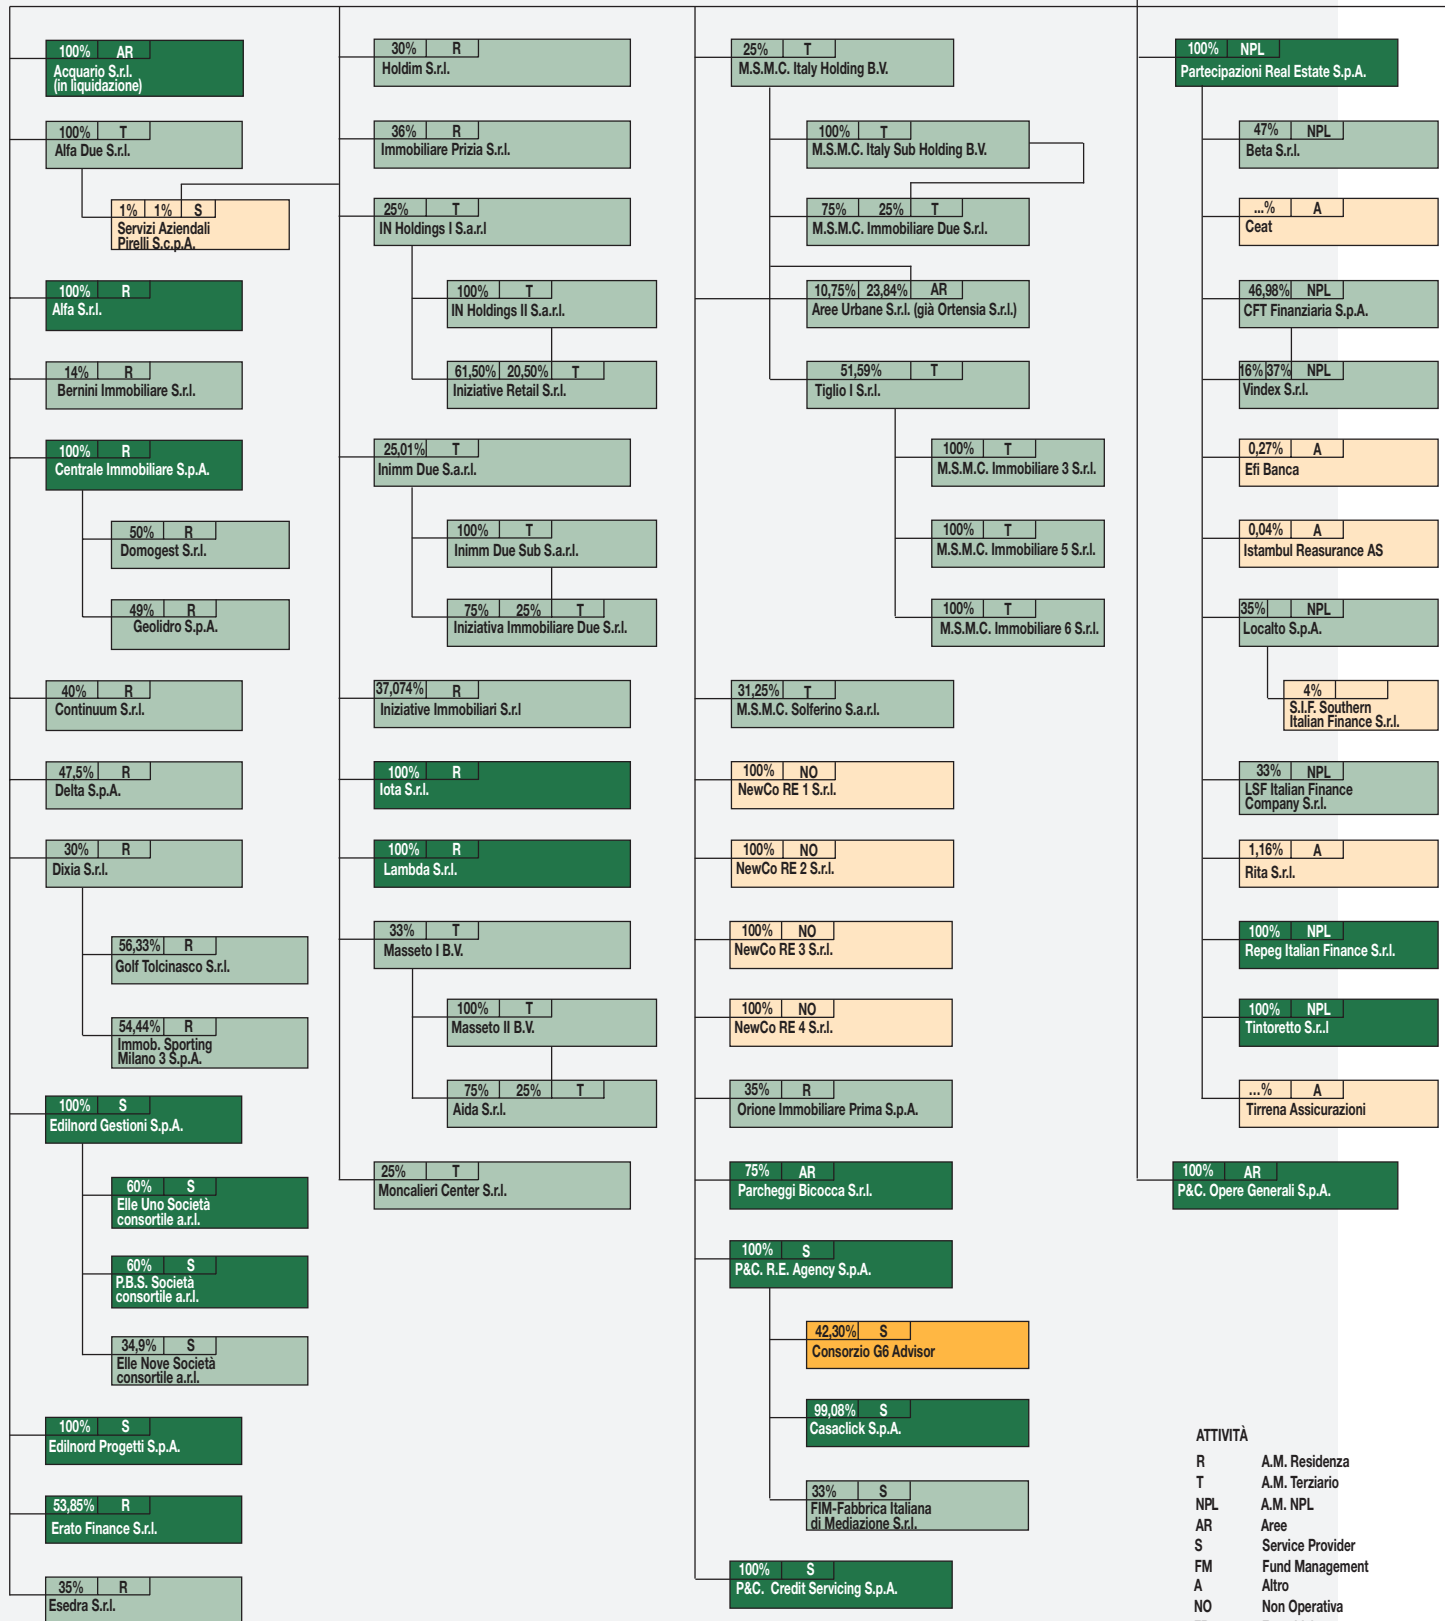 100% AR
Acquario S.r.l.
(in liquidazione)
100% T
Alfa Due S.r.l.
1% 1% S
Servizi Aziendali
Pirelli S.c.p.A.
100% R
Alfa S.r.l.
14% R
Bernini Immobiliare S.r.l.
100% R
Centrale Immobiliare S.p.A.
50% R
Domogest S.r.l.
49% R
Geolidro S.p.A.
40% R
Continuum S.r.l.
47,5% R
Delta S.p.A.
30% R
Dixia S.r.l.
56,33% R
Golf Tolcinasco S.r.l.
54,44% R
Immob. Sporting
Milano 3 S.p.A.
100% S
Edilnord Gestioni S.p.A.
60% S
Elle Uno Società
consortile a.r.l.
60% S
P.B.S. Società
consortile a.r.l.
34,9% S
Elle Nove Società
consortile a.r.l.
100% S
Edilnord Progetti S.p.A.
53,85% R
Erato Finance S.r.l.
35% R
Esedra S.r.l.
30% R
Holdim S.r.l.
36% R
Immobiliare Prizia S.r.l.
25% T
IN Holdings I S.a.r.l
100% T
IN Holdings II S.a.r.l.
61,50% 20,50% T
Iniziative Retail S.r.l.
25,01% T
Inimm Due S.a.r.l.
100% T
Inimm Due Sub S.a.r.l.
75% 25% T
Iniziativa Immobiliare Due S.r.l.
37,074% R
Iniziative Immobiliari S.r.l
100% R
Iota S.r.l.
100% R
Lambda S.r.l.
33% T
Masseto I B.V.
100% T
Masseto II B.V.
75% 25% T
Aida S.r.l.
25% T
Moncalieri Center S.r.l.
25% T
M.S.M.C. Italy Holding B.V.
100% T
M.S.M.C. Italy Sub Holding B.V.
75% 25% T
M.S.M.C. Immobiliare Due S.r.l.
10,75% 23,84% AR
Aree Urbane S.r.l. (già Ortensia S.r.l.)
51,59% T
Tiglio I S.r.l.
100% T
M.S.M.C. Immobiliare 3 S.r.l.
100% T
M.S.M.C. Immobiliare 5 S.r.l.
100% T
M.S.M.C. Immobiliare 6 S.r.l.
31,25% T
M.S.M.C. Solferino S.a.r.l.
100% NO
NewCo RE 1 S.r.l.
100% NO
NewCo RE 2 S.r.l.
100% NO
NewCo RE 3 S.r.l.
100% NO
NewCo RE 4 S.r.l.
35% R
Orione Immobiliare Prima S.p.A.
75% AR
Parcheggi Bicocca S.r.l.
100% S
P&C. R.E. Agency S.p.A.
42,30% S
Consorzio G6 Advisor
99,08% S
Casaclick S.p.A.
33% S
FIM-Fabbrica Italiana
di Mediazione S.r.l.
100% S
P&C. Credit Servicing S.p.A.
100% NPL
Partecipazioni Real Estate S.p.A.
47% NPL
Beta S.r.l.
...% A
Ceat
46,98% NPL
CFT Finanziaria S.p.A.
16% 37% NPL
Vindex S.r.l.
0,27% A
Efi Banca
0,04% A
Istambul Reasurance AS
35% NPL
Localto S.p.A.
4%
S.I.F. Southern
Italian Finance S.r.l.
33% NPL
LSF Italian Finance
Company S.r.l.
1,16% A
Rita S.r.l.
100% NPL
Repeg Italian Finance S.r.l.
100% NPL
Tintoretto S.r..l
...% A
Tirrena Assicurazioni
100% AR
P&C. Opere Generali S.p.A.
ATTIVITÀ
R A.M. Residenza
T A.M. Terziario
NPL A.M. NPL
AR Aree
S Service Provider
FM Fund Management
A Altro
NO Non Operativa